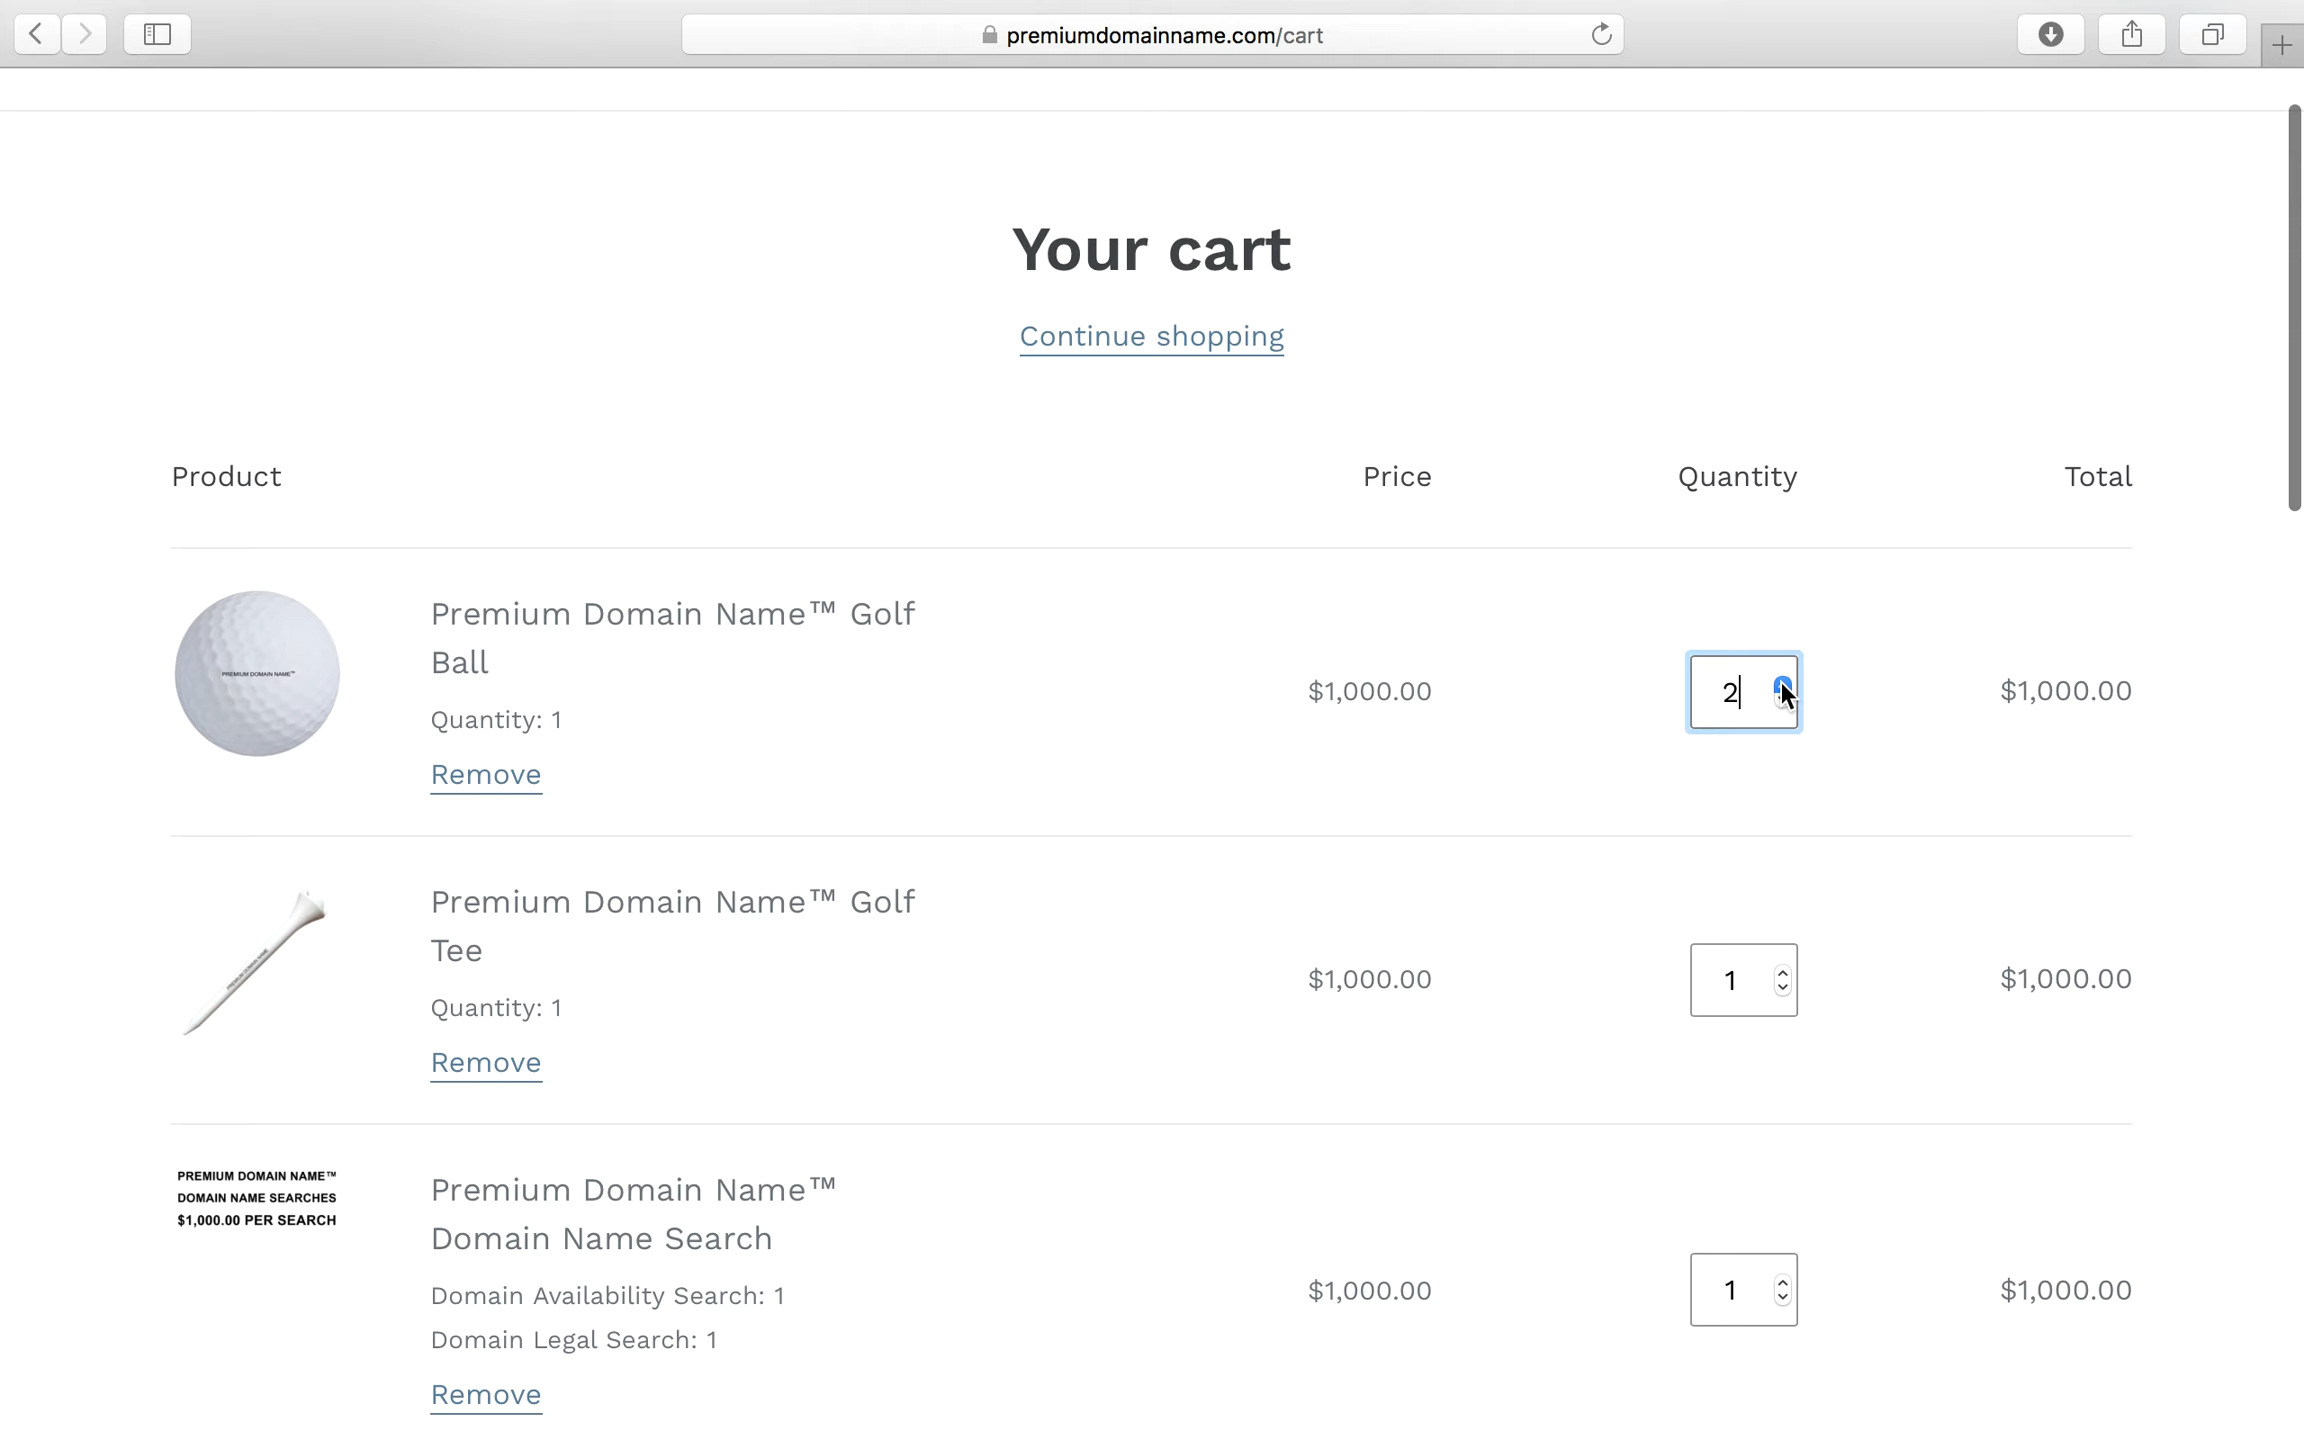 premiumdomainname.com/cart
Your cart
Continue shopping
Product Price Quantity Total
PREMIUM DOMAIN NAME™
Premium Domain Name™ Golf
Ball
Quantity: 1
Remove
$1,000.00 2 $1,000.00
PREMIUM DOMAIN NAME
Premium Domain Name™ Golf
Tee
Quantity: 1
Remove
$1,000.00 1 $1,000.00
PREMIUM DOMAIN NAME™
DOMAIN NAME SEARCHES
$1,000.00 PER SEARCH
Premium Domain Name™
Domain Name Search
Domain Availability Search: 1
Domain Legal Search: 1
Remove
$1,000.00 1 $1,000.00